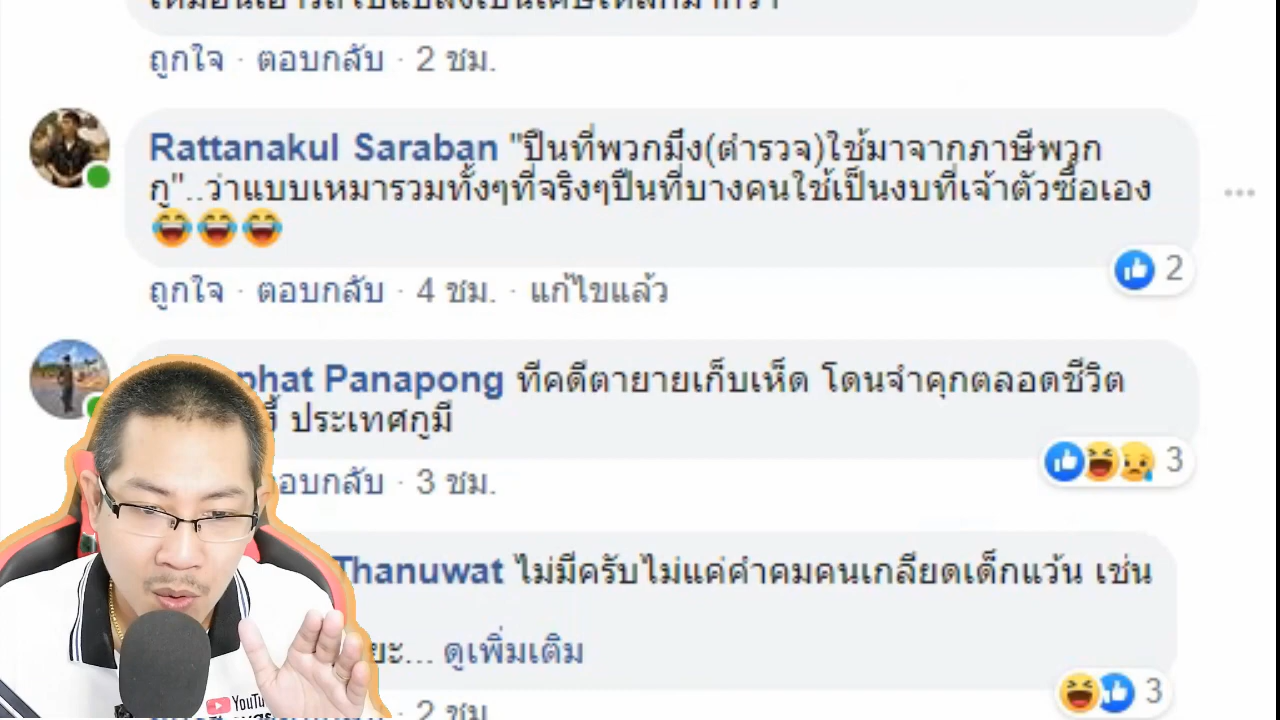 ถูกใจ · ตอบกลับ · 2 ชม.
Rattanakul Saraban "ปืนที่พวกมึง(ตำรวจ)ใช้มาจากภาษีพวก
กู"..ว่าแบบเหมารวมทั้งๆที่จริงๆปืนที่บางคนใช้เป็นงบที่เจ้าตัวซื้อเอง
😂😂😂
2
ถูกใจ · ตอบกลับ · 4 ชม. · แก้ไขแล้ว
Panapong ทีคดีตายายเก็บเห็ด โดนจำคุกตลอดชีวิต
ประเทศกูมี
3
ตอบกลับ · 3 ชม.
Thanuwat ไม่มีครับไม่แค่คำคมคนเกลียดเด็กแว้น เช่น
ดูเพิ่มเติม
3
2 ชม.